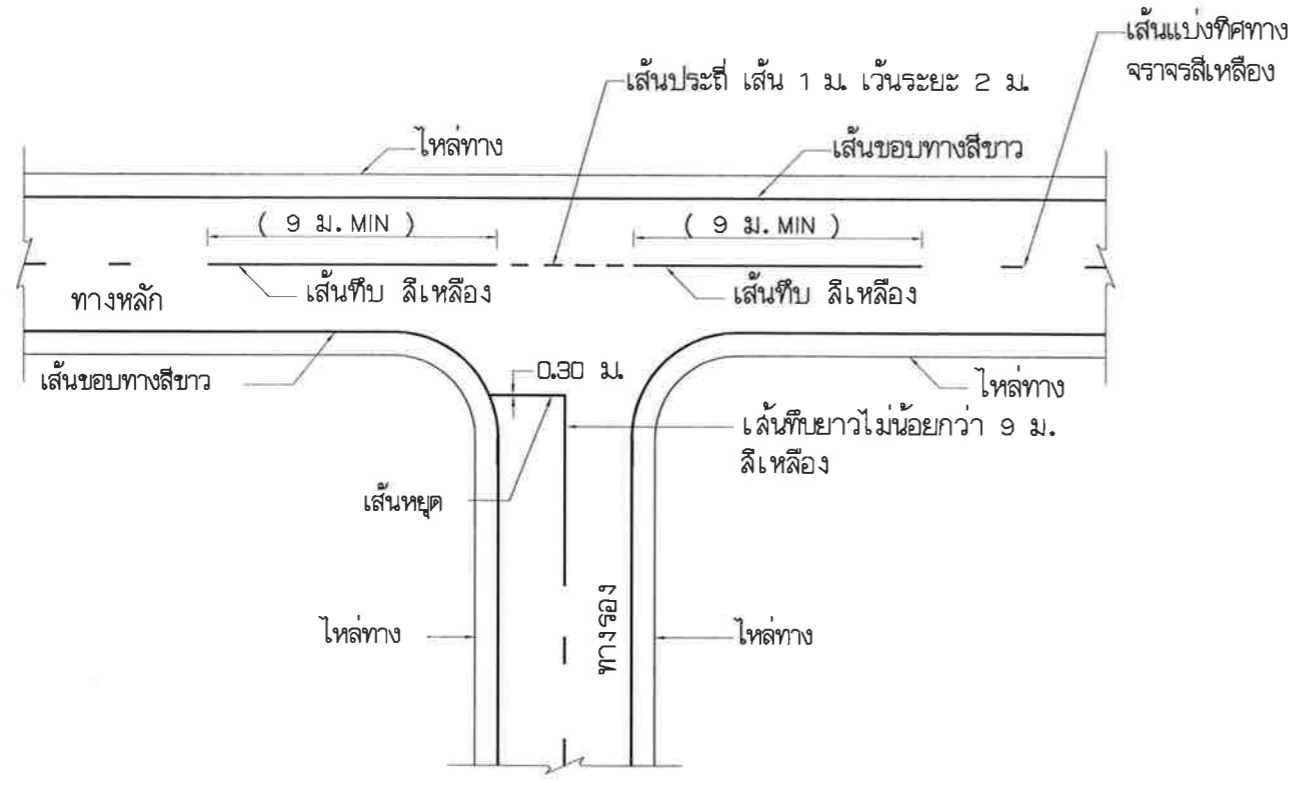 เส้นแบ่งทิศทาง
จราจรสีเหลือง
เส้นประถี่ เส้น 1 ม. เว้นระยะ 2 ม.
ไหล่ทาง
เส้นขอบทางสีขาว
( 9 ม. MIN )
( 9 ม. MIN )
เส้นทึบ สีเหลือง
เส้นทึบ สีเหลือง
ทางหลัก
เส้นขอบทางสีขาว
0.30 ม.
ไหล่ทาง
เส้นทึบยาวไม่น้อยกว่า 9 ม.
สีเหลือง
เส้นหยุด
ทางรอง
ไหล่ทาง
ไหล่ทาง